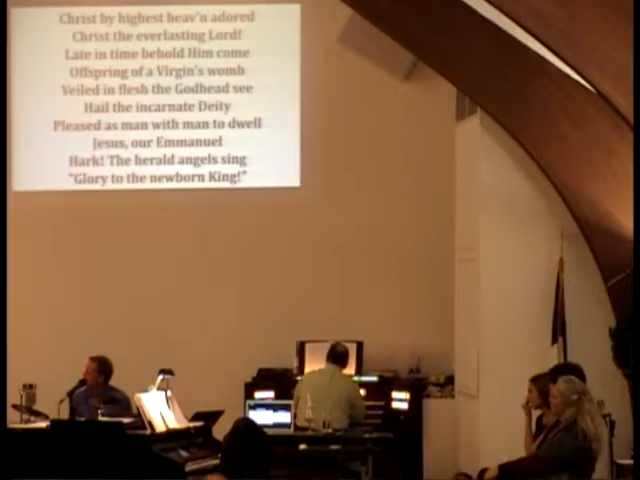 Christ by highest heav'n adored
Christ the everlasting Lord!
Late in time behold Him come
Offspring of a Virgin's womb
Veiled in flesh the Godhead see
Hail the incarnate Deity
Pleased as man with man to dwell
Jesus, our Emmanuel
Hark! The herald angels sing
"Glory to the newborn King!"